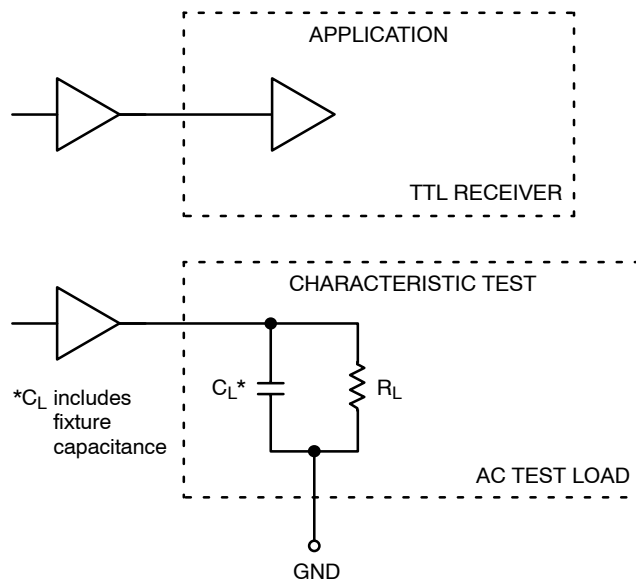 APPLICATION
TTL RECEIVER
CHARACTERISTIC TEST
*CL includes
fixture
capacitance
CL*
RL
AC TEST LOAD
GND